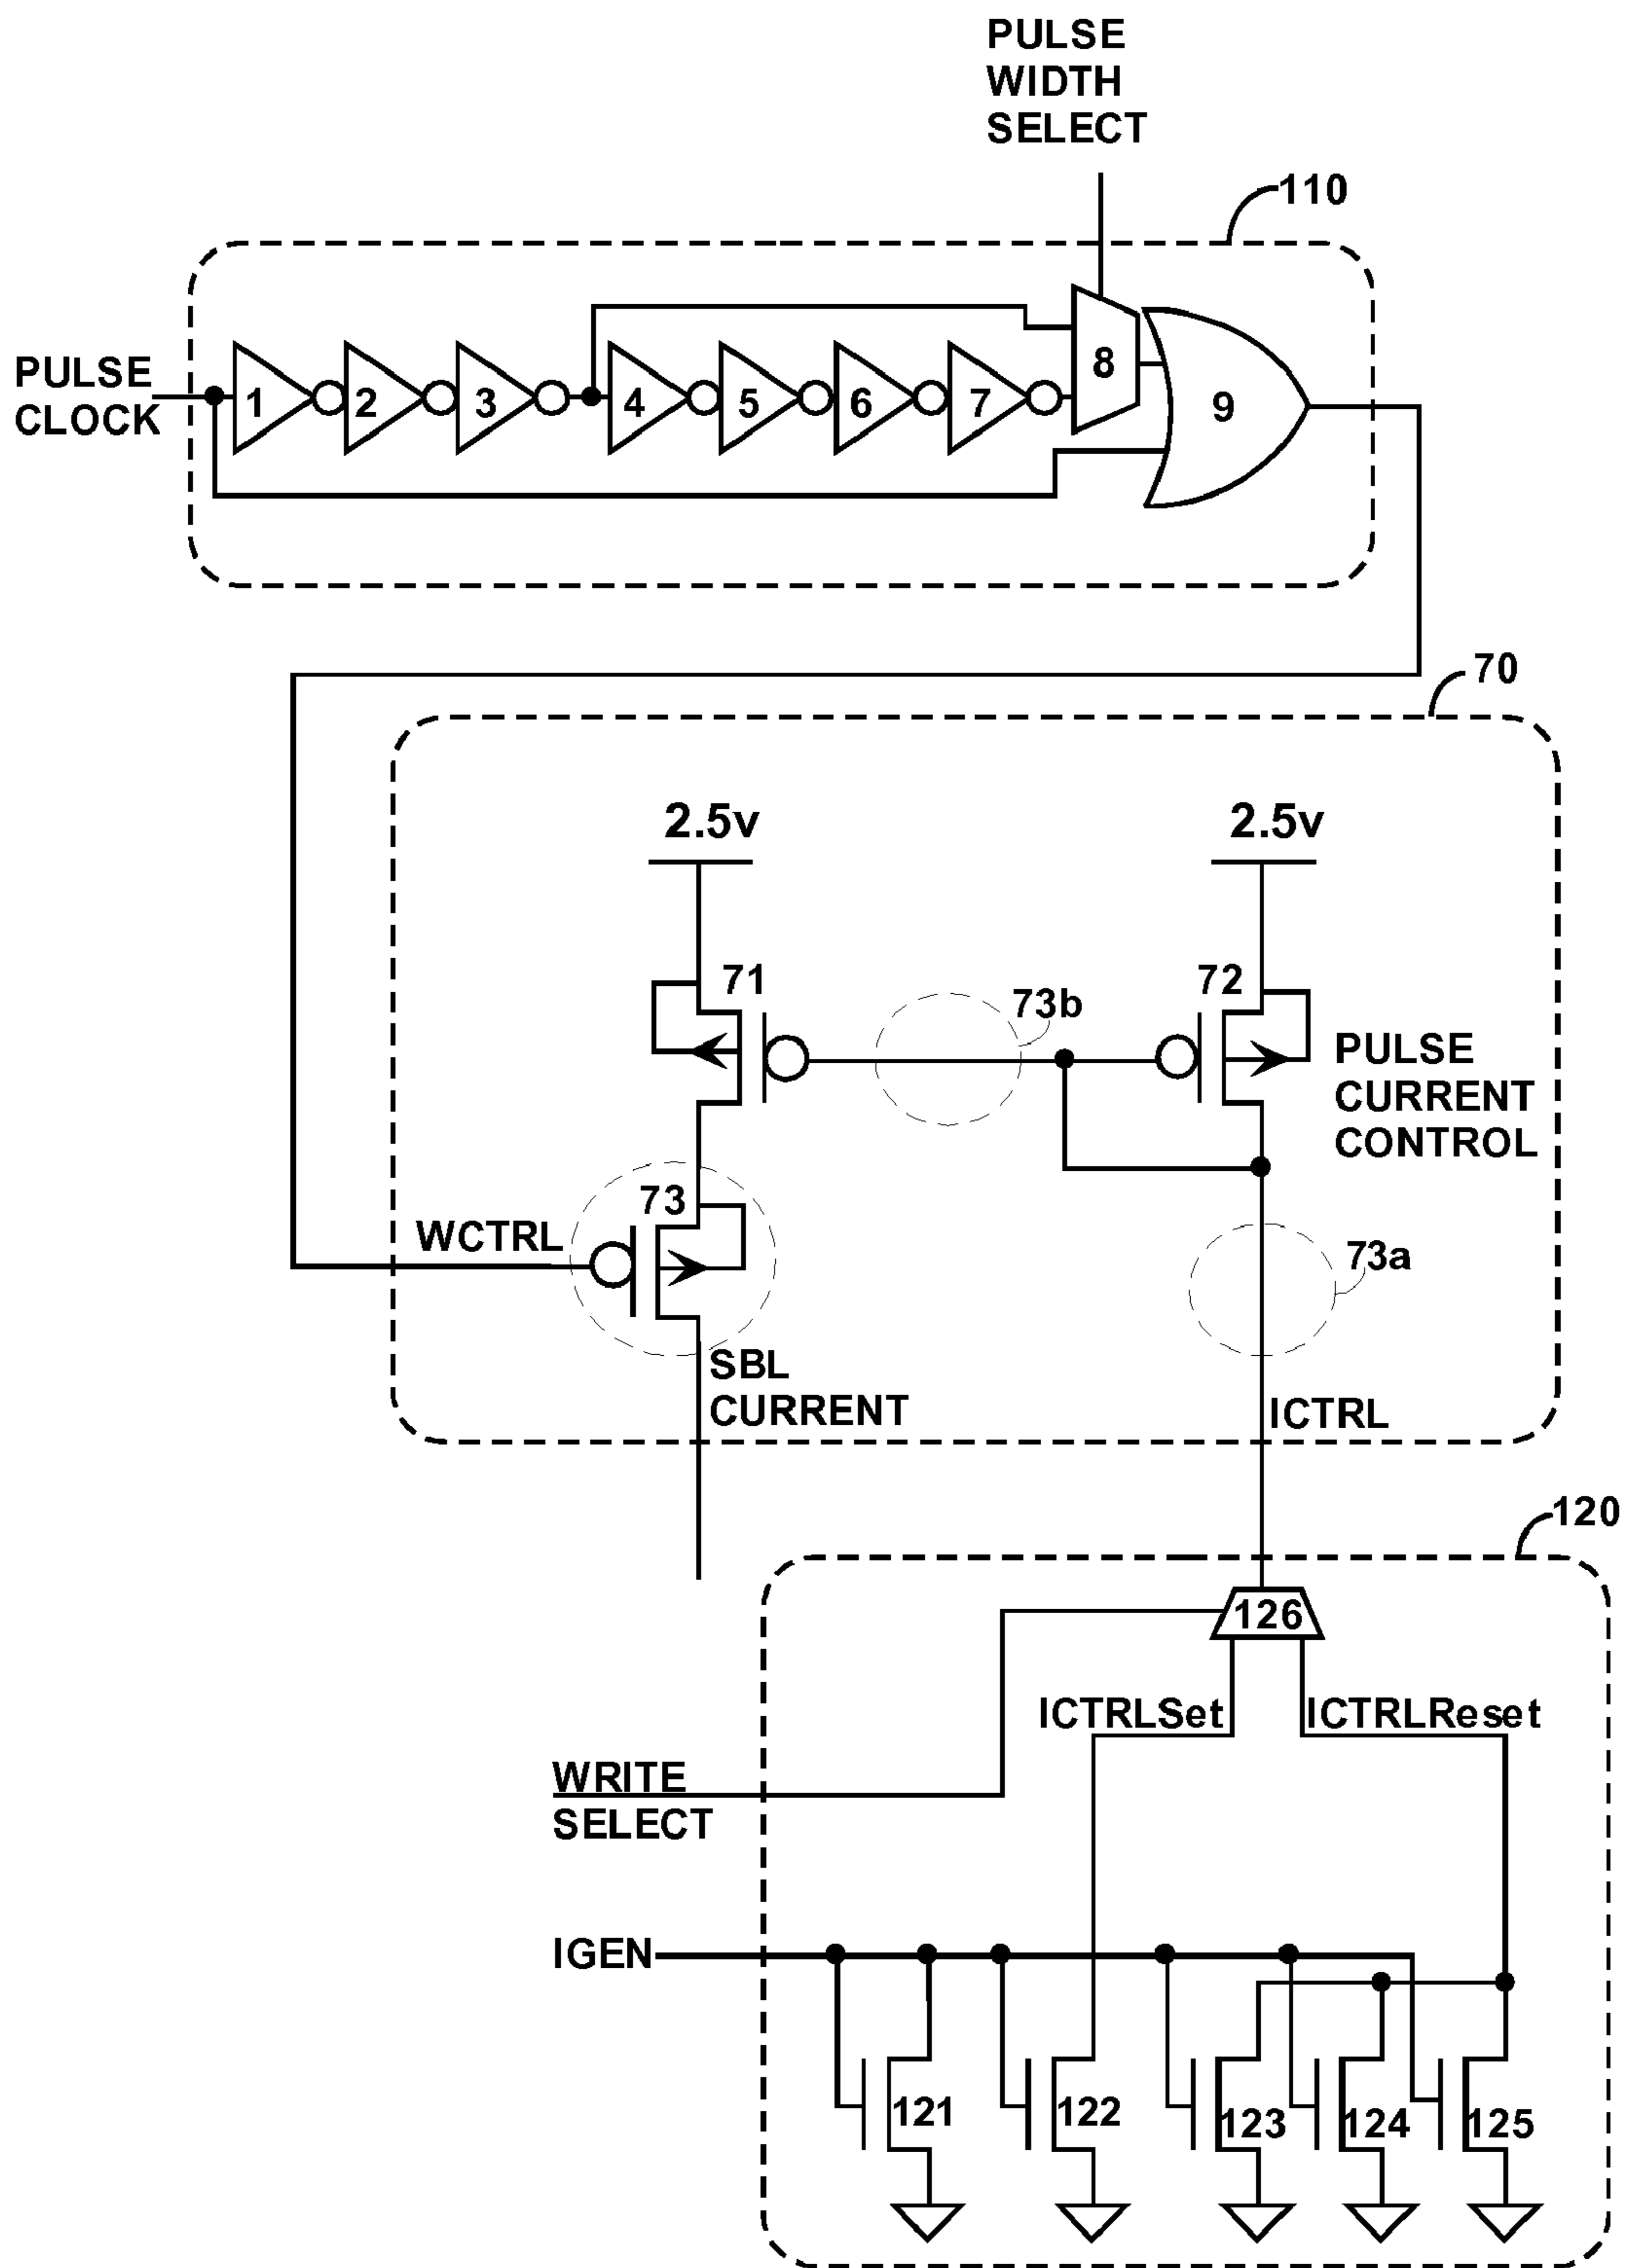 PULSE
WIDTH
SELECT
110
PULSE
CLOCK
1 2 3 4 5 6 7 8 9
70
2.5v 2.5v
71 72
73b
PULSE
CURRENT
CONTROL
73
WCTRL
73a
SBL
CURRENT
ICTRL
120
126
ICTRLSet ICTRLReset
WRITE
SELECT
IGEN
121 122 123 124 125